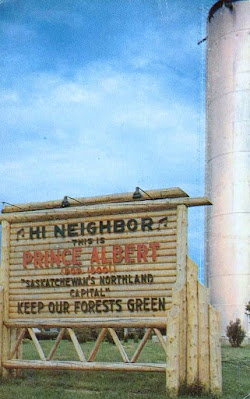 ♪HI NEIGHBOR♪
THIS IS
PRINCE ALBERT
"SASKATCHEWAN'S NORTHLAND
CAPITAL"
KEEP OUR FORESTS GREEN